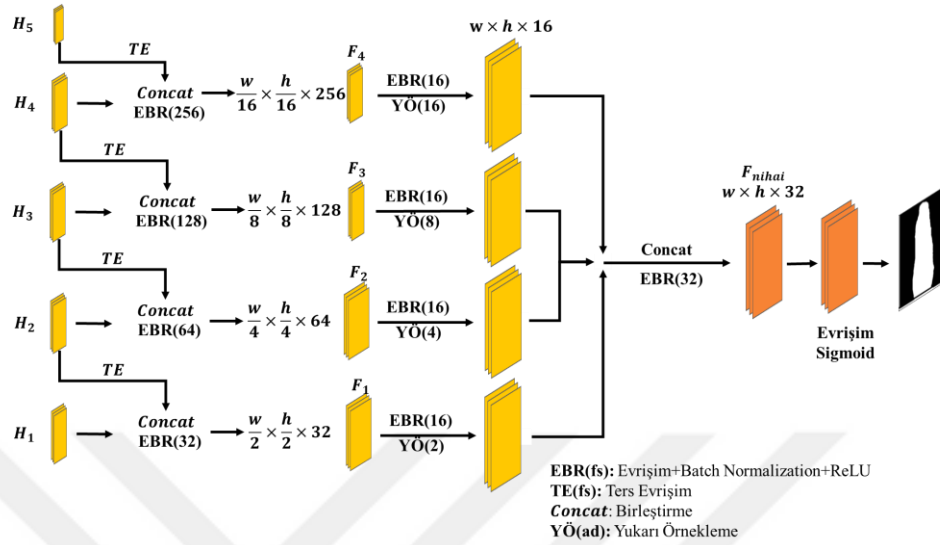 H₅
TE
w × h × 16
F₄
H₄
Concat
EBR(256)
w/16 × h/16 × 256
EBR(16)
YÖ(16)
TE
F₃
H₃
Concat
EBR(128)
w/8 × h/8 × 128
EBR(16)
YÖ(8)
F_nihai
w × h × 32
TE
Concat
EBR(32)
F₂
H₂
Concat
EBR(64)
w/4 × h/4 × 64
EBR(16)
YÖ(4)
Evrişim
Sigmoid
TE
F₁
H₁
Concat
EBR(32)
w/2 × h/2 × 32
EBR(16)
YÖ(2)
EBR(fs): Evrişim+Batch Normalization+ReLU
TE(fs): Ters Evrişim
Concat: Birleştirme
YÖ(ad): Yukarı Örnekleme